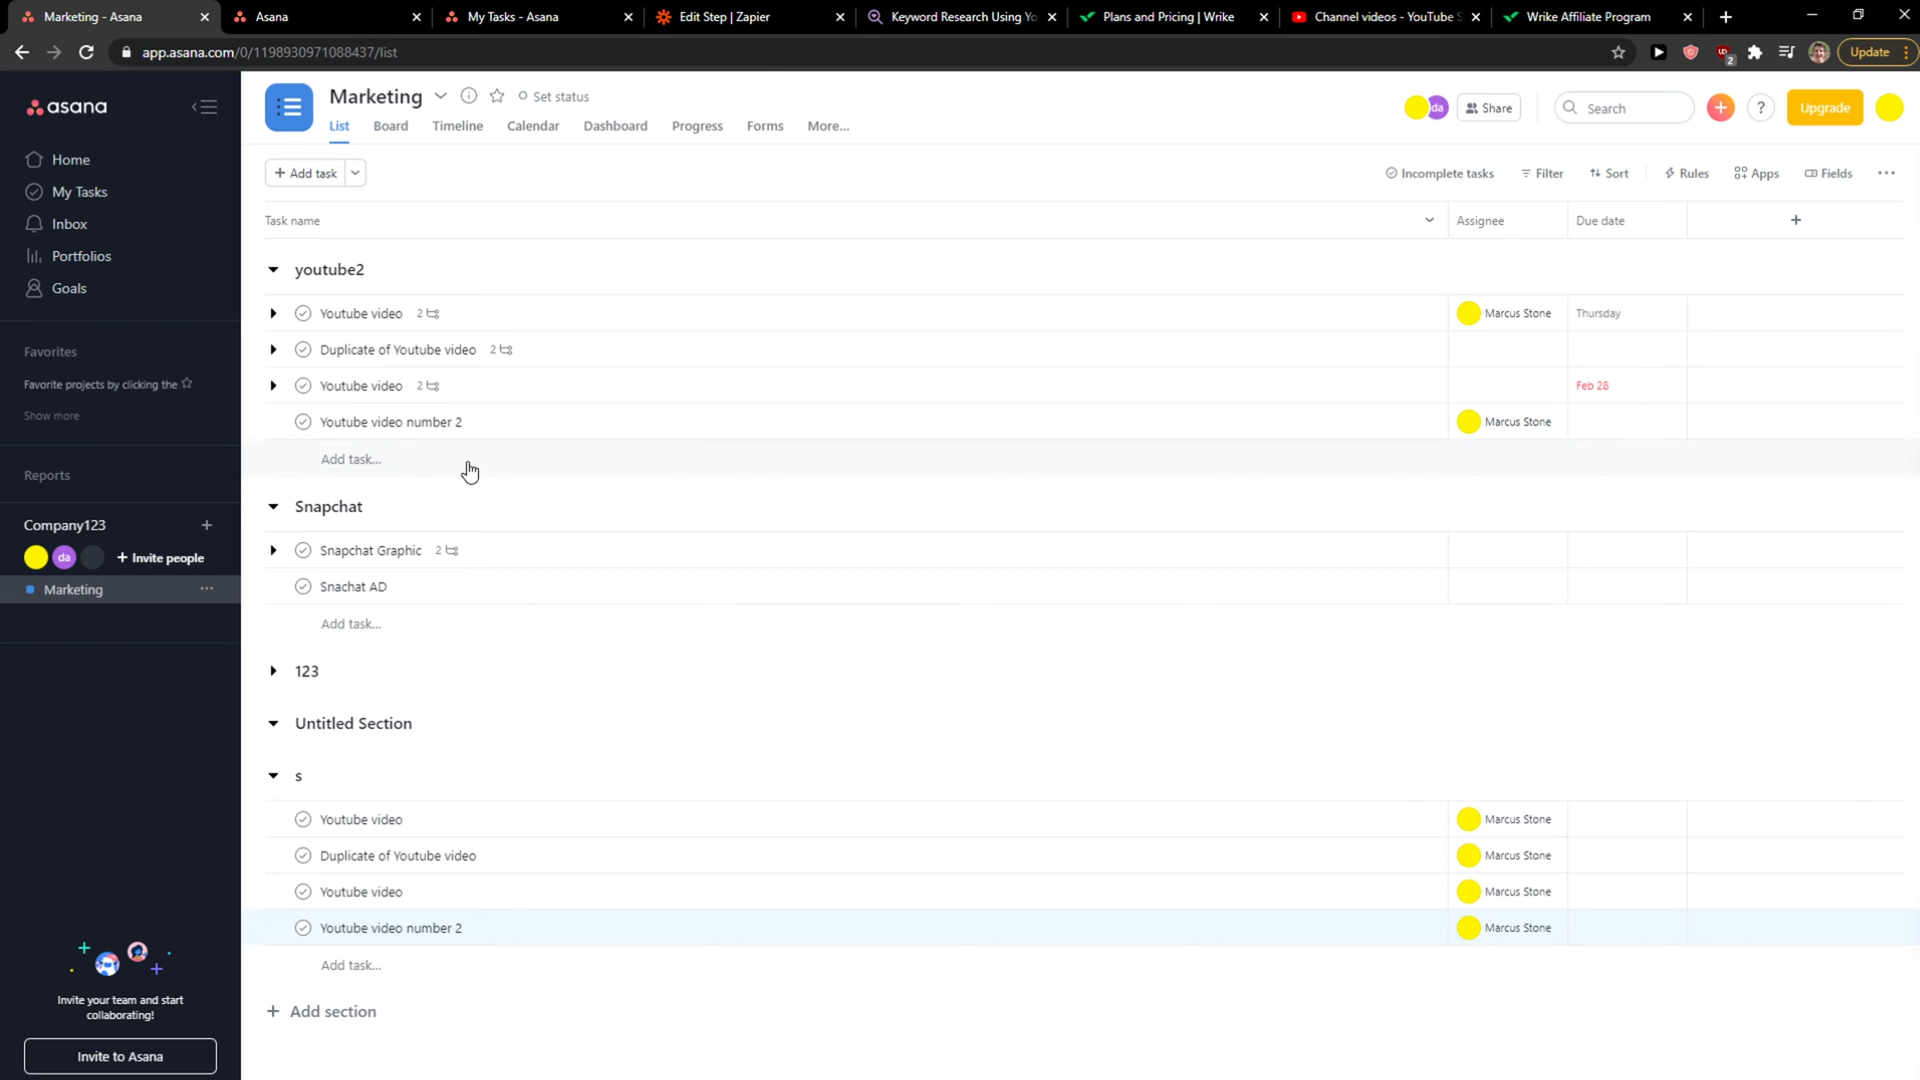 Marketing - Asana
Asana
My Tasks - Asana
Edit Step | Zapier
Keyword Research Using Yo
Plans and Pricing | Wrike
Channel videos - YouTube S
Wrike Affiliate Program
app.asana.com/0/1198930971088437/list
2
Update
asana
Home
My Tasks
Inbox
Portfolios
Goals
Favorites
Favorite projects by clicking the
Show more
Reports
Company123
da
Invite people
Marketing
Invite your team and start
collaborating!
Invite to Asana
Marketing
Set status
List
Board
Timeline
Calendar
Dashboard
Progress
Forms
More...
da
Share
Search
?
Upgrade
+ Add task
Incomplete tasks
Filter
Sort
Rules
Apps
Fields
Task name
Assignee
Due date
youtube2
Youtube video 2
Marcus Stone
Thursday
Duplicate of Youtube video 2
Youtube video 2
Feb 28
Youtube video number 2
Marcus Stone
Add task...
Snapchat
Snapchat Graphic 2
Snachat AD
Add task...
123
Untitled Section
s
Youtube video
Marcus Stone
Duplicate of Youtube video
Marcus Stone
Youtube video
Marcus Stone
Youtube video number 2
Marcus Stone
Add task...
+ Add section